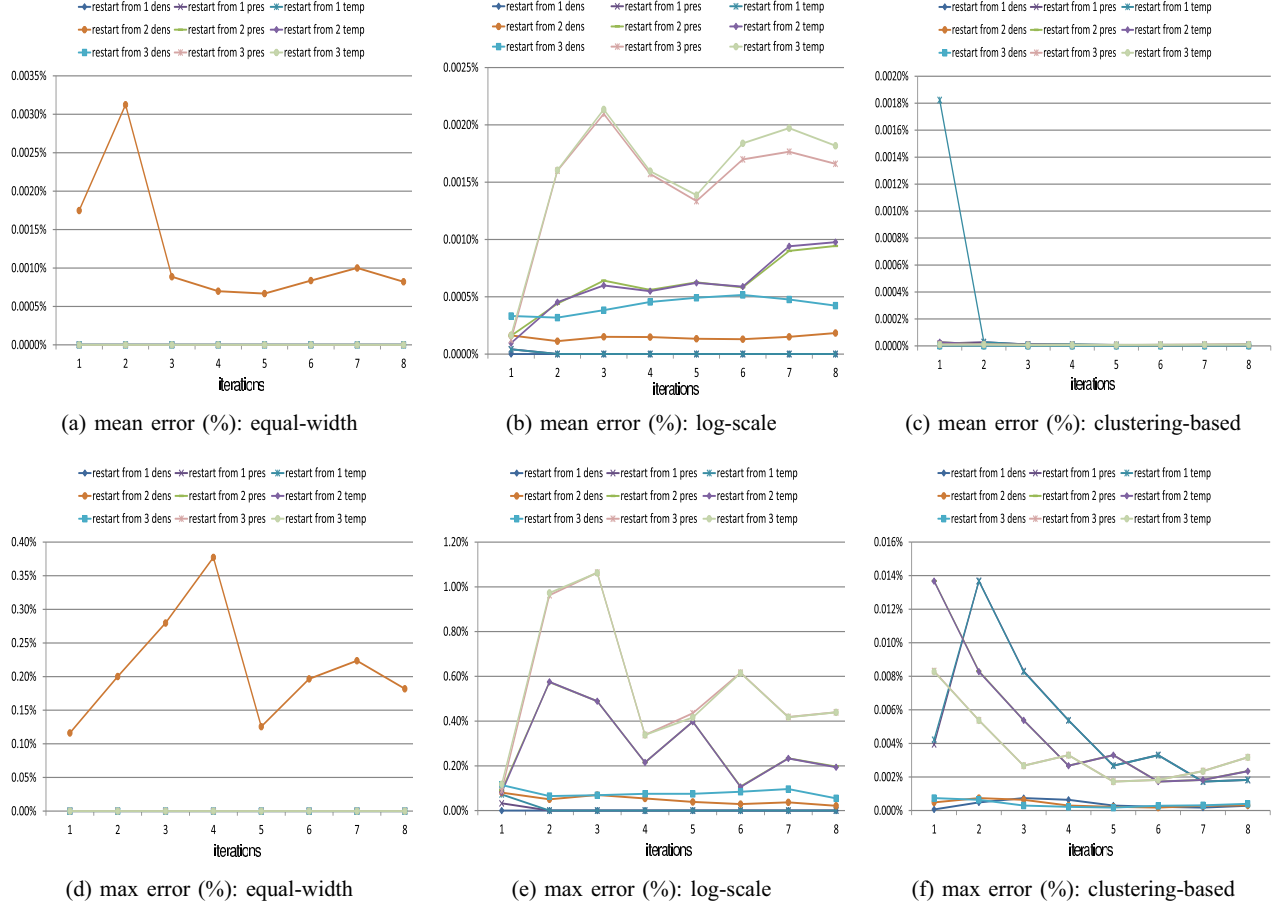 restart from 1 dens restart from 1 pres restart from 1 temp
restart from 2 dens restart from 2 pres restart from 2 temp
restart from 3 dens restart from 3 pres restart from 3 temp
0.0035%
0.0030%
0.0025%
0.0020%
0.0015%
0.0010%
0.0005%
0.0000%
1 2 3 4 5 6 7 8
iterations
(a) mean error (%): equal-width
restart from 1 dens restart from 1 pres restart from 1 temp
restart from 2 dens restart from 2 pres restart from 2 temp
restart from 3 dens restart from 3 pres restart from 3 temp
0.0025%
0.0020%
0.0015%
0.0010%
0.0005%
0.0000%
1 2 3 4 5 6 7 8
iterations
(b) mean error (%): log-scale
restart from 1 dens restart from 1 pres restart from 1 temp
restart from 2 dens restart from 2 pres restart from 2 temp
restart from 3 dens restart from 3 pres restart from 3 temp
0.0020%
0.0018%
0.0016%
0.0014%
0.0012%
0.0010%
0.0008%
0.0006%
0.0004%
0.0002%
0.0000%
1 2 3 4 5 6 7 8
iterations
(c) mean error (%): clustering-based
restart from 1 dens restart from 1 pres restart from 1 temp
restart from 2 dens restart from 2 pres restart from 2 temp
restart from 3 dens restart from 3 pres restart from 3 temp
0.40%
0.35%
0.30%
0.25%
0.20%
0.15%
0.10%
0.05%
0.00%
1 2 3 4 5 6 7 8
iterations
(d) max error (%): equal-width
restart from 1 dens restart from 1 pres restart from 1 temp
restart from 2 dens restart from 2 pres restart from 2 temp
restart from 3 dens restart from 3 pres restart from 3 temp
1.20%
1.00%
0.80%
0.60%
0.40%
0.20%
0.00%
1 2 3 4 5 6 7 8
iterations
(e) max error (%): log-scale
restart from 1 dens restart from 1 pres restart from 1 temp
restart from 2 dens restart from 2 pres restart from 2 temp
restart from 3 dens restart from 3 pres restart from 3 temp
0.016%
0.014%
0.012%
0.010%
0.008%
0.006%
0.004%
0.002%
0.000%
1 2 3 4 5 6 7 8
iterations
(f) max error (%): clustering-based